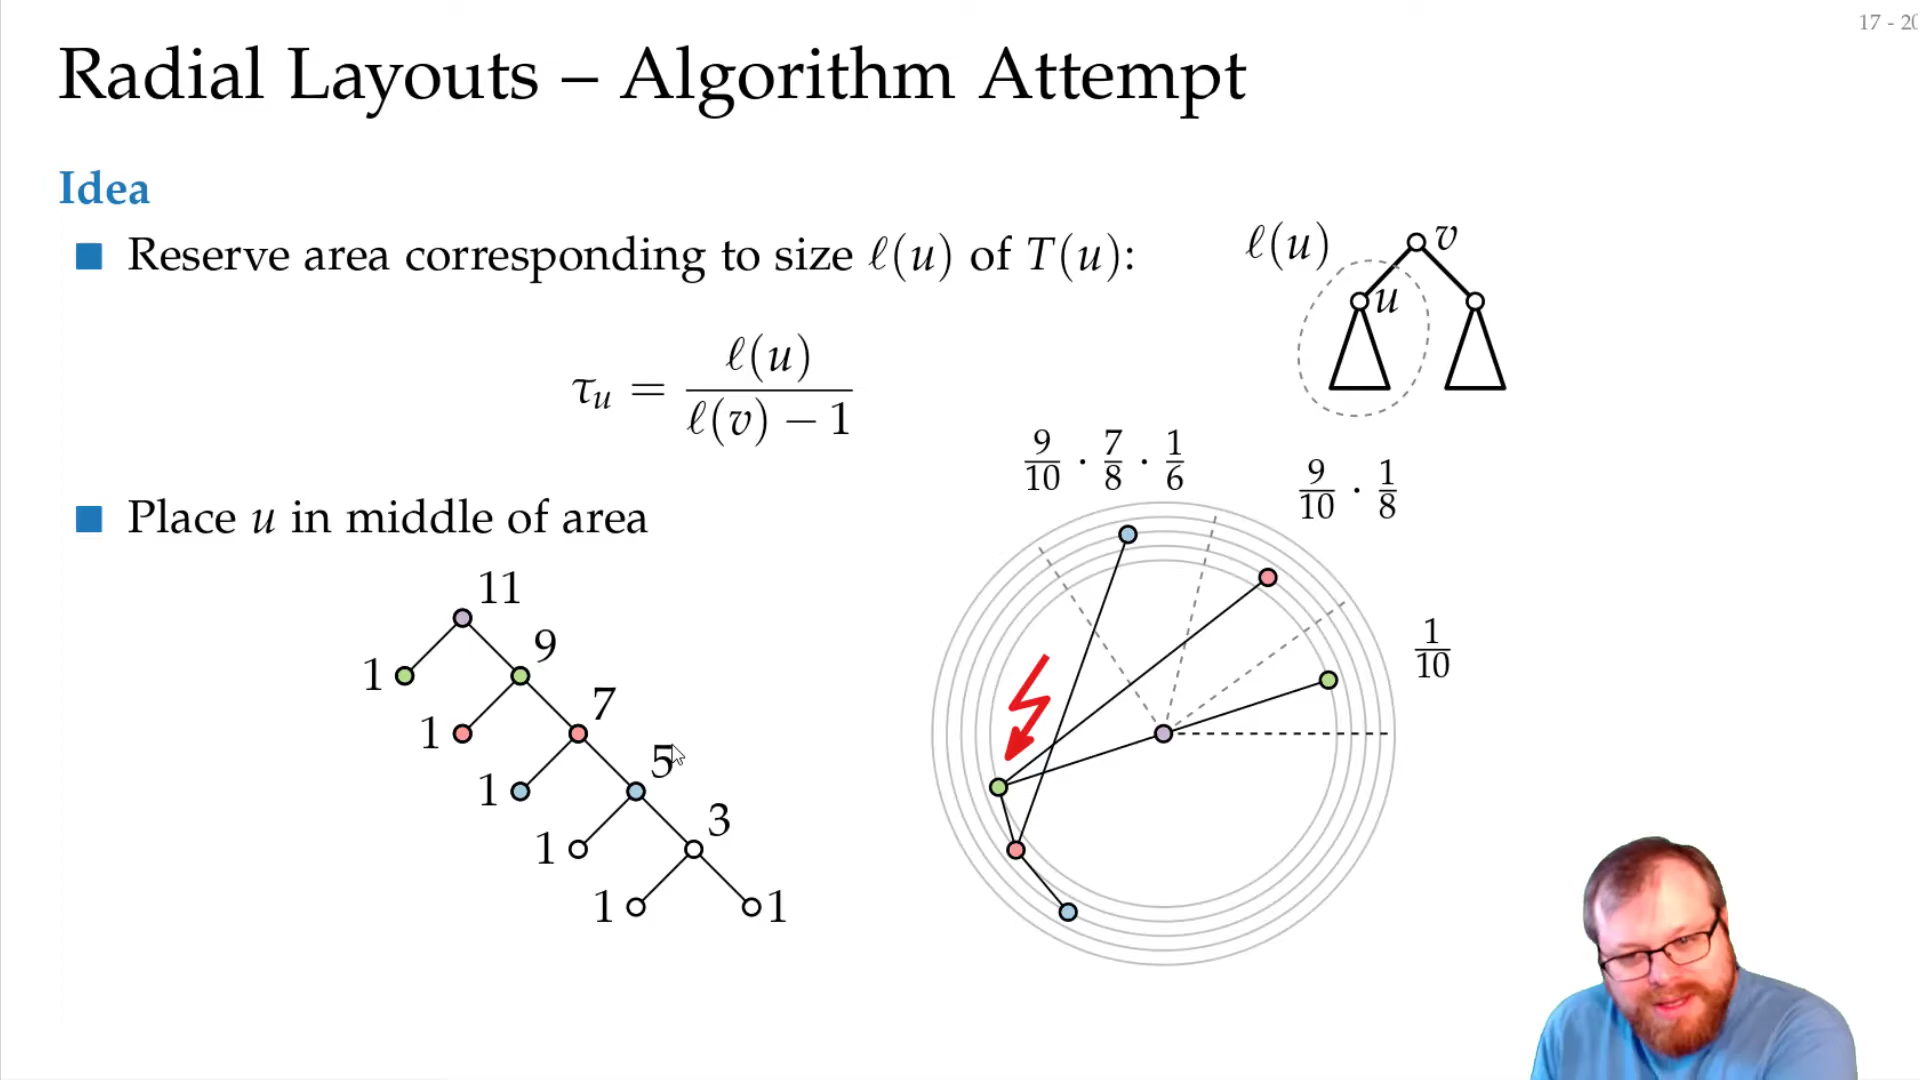 17 - 20
Radial Layouts – Algorithm Attempt
Idea
Reserve area corresponding to size ℓ(u) of T(u):
τ_u = ℓ(u) / (ℓ(v) − 1)
ℓ(u)
v
u
Place u in middle of area
11
1 9
1 7
1 5
1 3
1 1
9/10 · 7/8 · 1/6
9/10 · 1/8
1/10